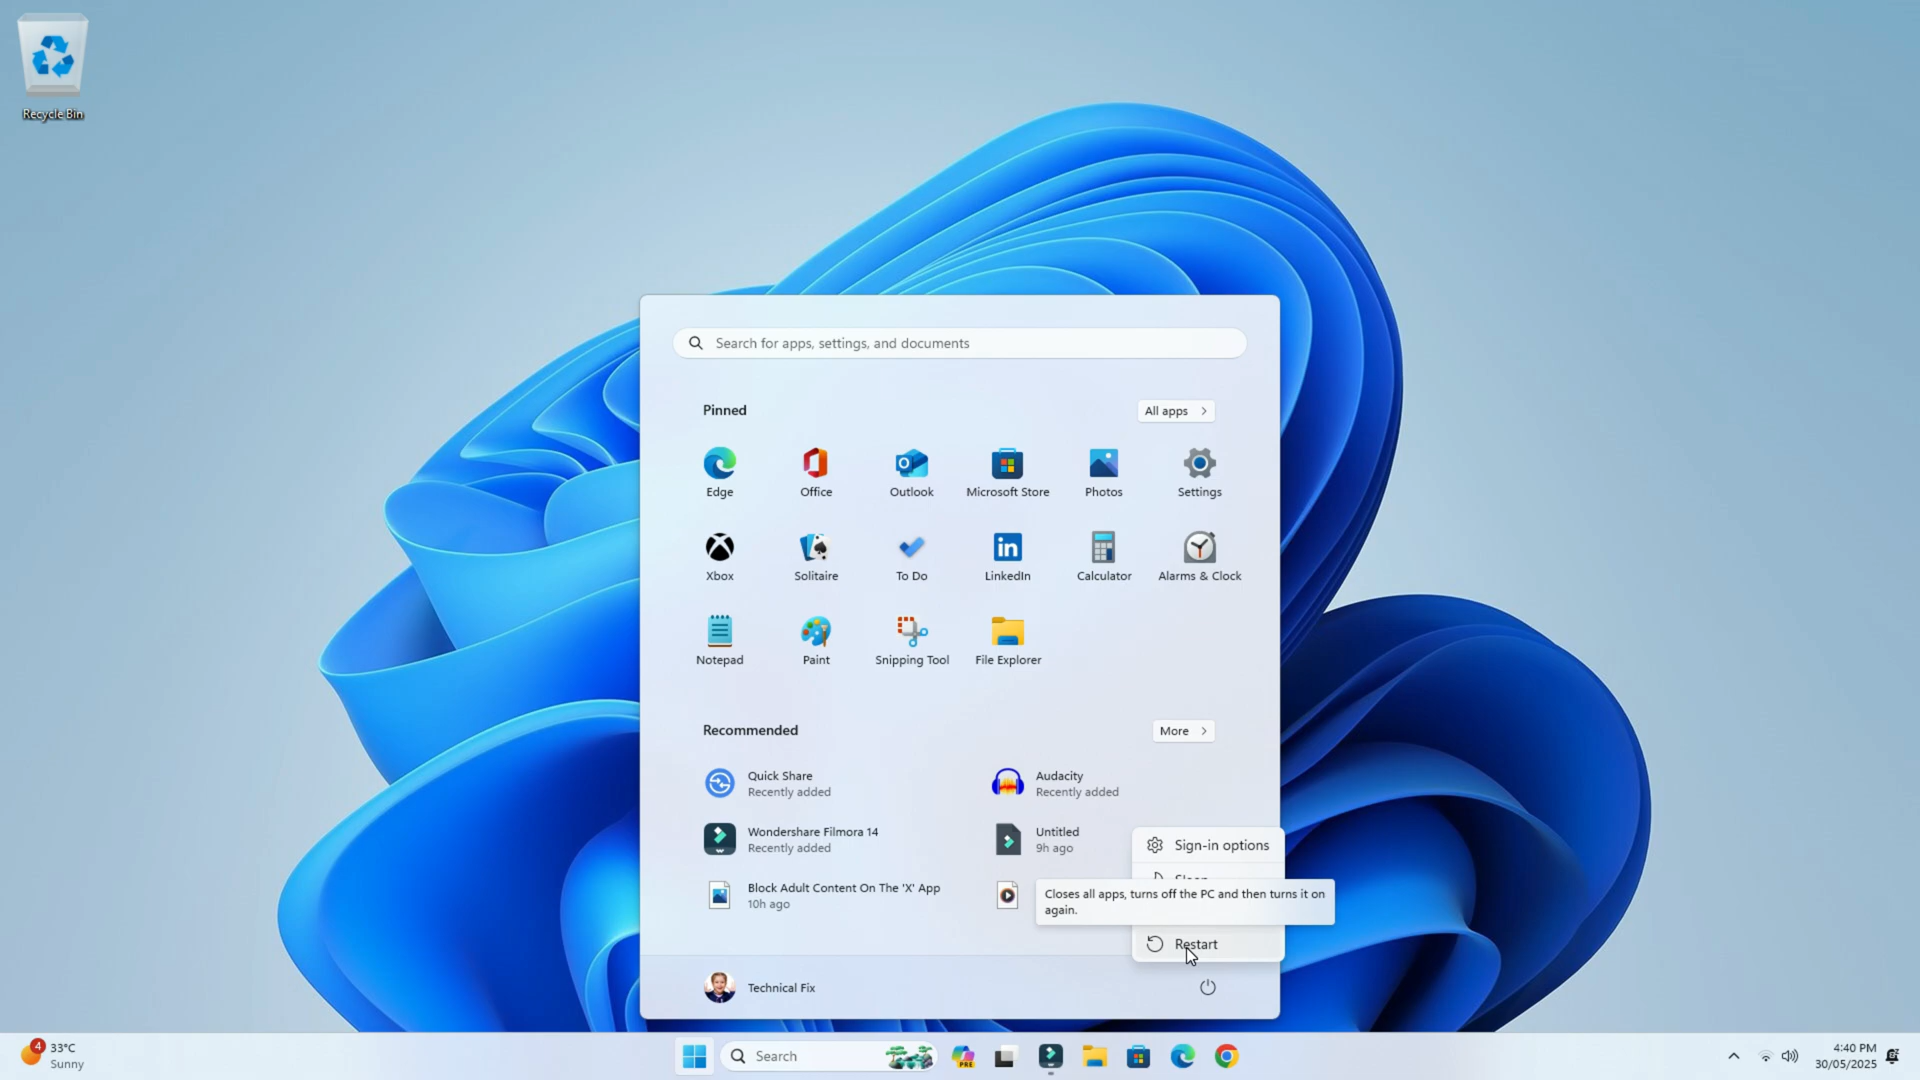 Recycle Bin
Search for apps, settings, and documents
Pinned
All apps
Edge
Office
Outlook
Microsoft Store
Photos
Settings
Xbox
Solitaire
To Do
LinkedIn
Calculator
Alarms & Clock
Notepad
Paint
Snipping Tool
File Explorer
Recommended
More
Quick Share
Recently added
Audacity
Recently added
Wondershare Filmora 14
Recently added
Untitled
9h ago
Block Adult Content On The 'X' App
10h ago
Sign-in options
Closes all apps, turns off the PC and then turns it on
again.
Restart
Technical Fix
4
33°C
Sunny
Search
PRE
4:40 PM
30/05/2025